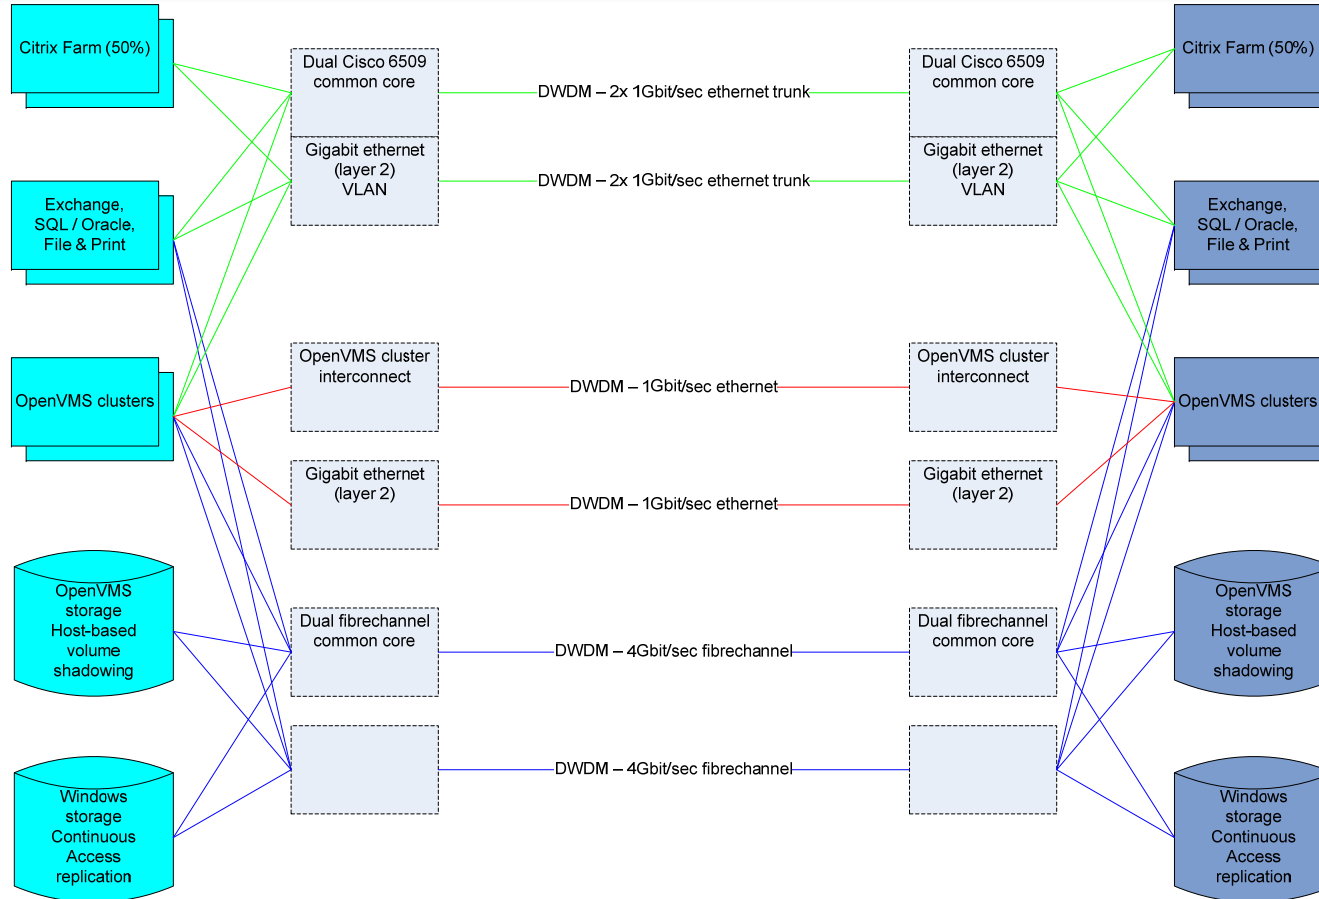 Citrix Farm (50%)
Dual Cisco 6509
common core
DWDM – 2x 1Gbit/sec ethernet trunk
Dual Cisco 6509
common core
Citrix Farm (50%)
Gigabit ethernet
(layer 2)
VLAN
DWDM – 2x 1Gbit/sec ethernet trunk
Gigabit ethernet
(layer 2)
VLAN
Exchange,
SQL / Oracle,
File & Print
Exchange,
SQL / Oracle,
File & Print
OpenVMS clusters
OpenVMS cluster
interconnect
DWDM – 1Gbit/sec ethernet
OpenVMS cluster
interconnect
OpenVMS clusters
Gigabit ethernet
(layer 2)
DWDM – 1Gbit/sec ethernet
Gigabit ethernet
(layer 2)
OpenVMS
storage
Host-based
volume
shadowing
Dual fibrechannel
common core
DWDM – 4Gbit/sec fibrechannel
Dual fibrechannel
common core
OpenVMS
storage
Host-based
volume
shadowing
DWDM – 4Gbit/sec fibrechannel
Windows
storage
Continuous
Access
replication
Windows
storage
Continuous
Access
replication